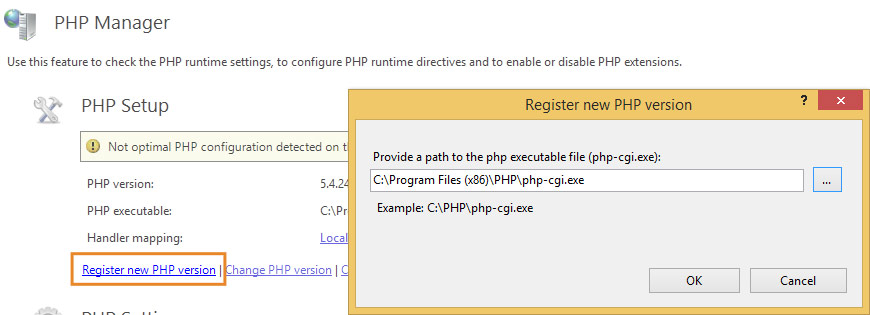 PHP Manager
Use this feature to check the PHP runtime settings, to configure PHP runtime directives and to enable or disable PHP extensions.
PHP Setup
Not optimal PHP configuration detected on
PHP version: 5.4.24
PHP executable: C:\Pr
Handler mapping: Local
Register new PHP version | Change PHP version |
Register new PHP version
? x
Provide a path to the php executable file (php-cgi.exe):
C:\Program Files (x86)\PHP\php-cgi.exe
...
Example: C:\PHP\php-cgi.exe
OK Cancel